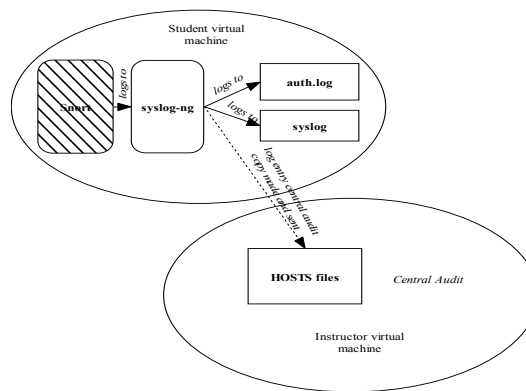 Student virtual
machine
Snort
logs to
syslog-ng
logs to
auth.log
logs to
syslog
log entry central audit
copy made and sent
HOSTS files
Central Audit
Instructor virtual
machine